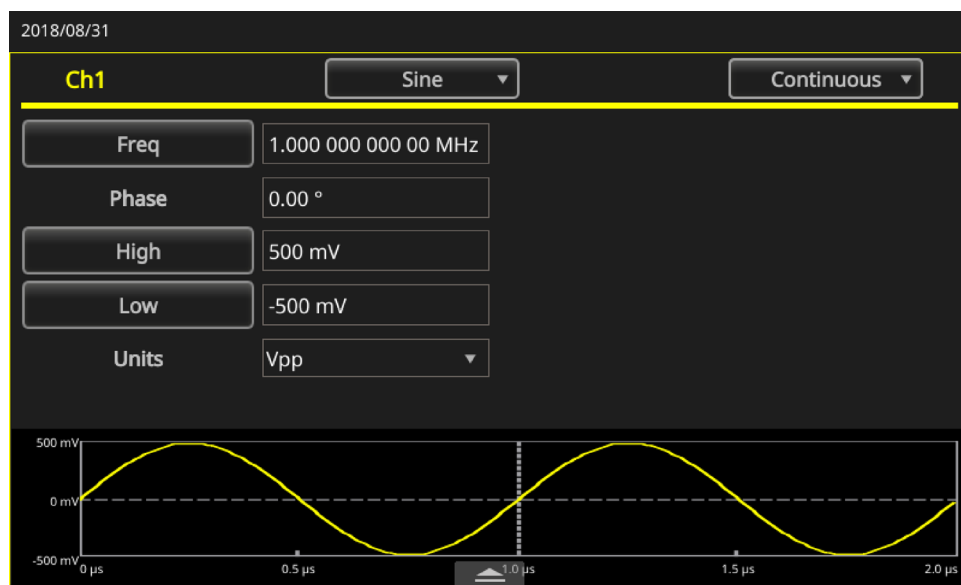 2018/08/31
Ch1 Sine Continuous
Freq 1.000 000 000 00 MHz
Phase 0.00 °
High 500 mV
Low -500 mV
Units Vpp
500 mV
0 mV
-500 mV
0 µs 0.5 µs 1.0 µs 1.5 µs 2.0 µs